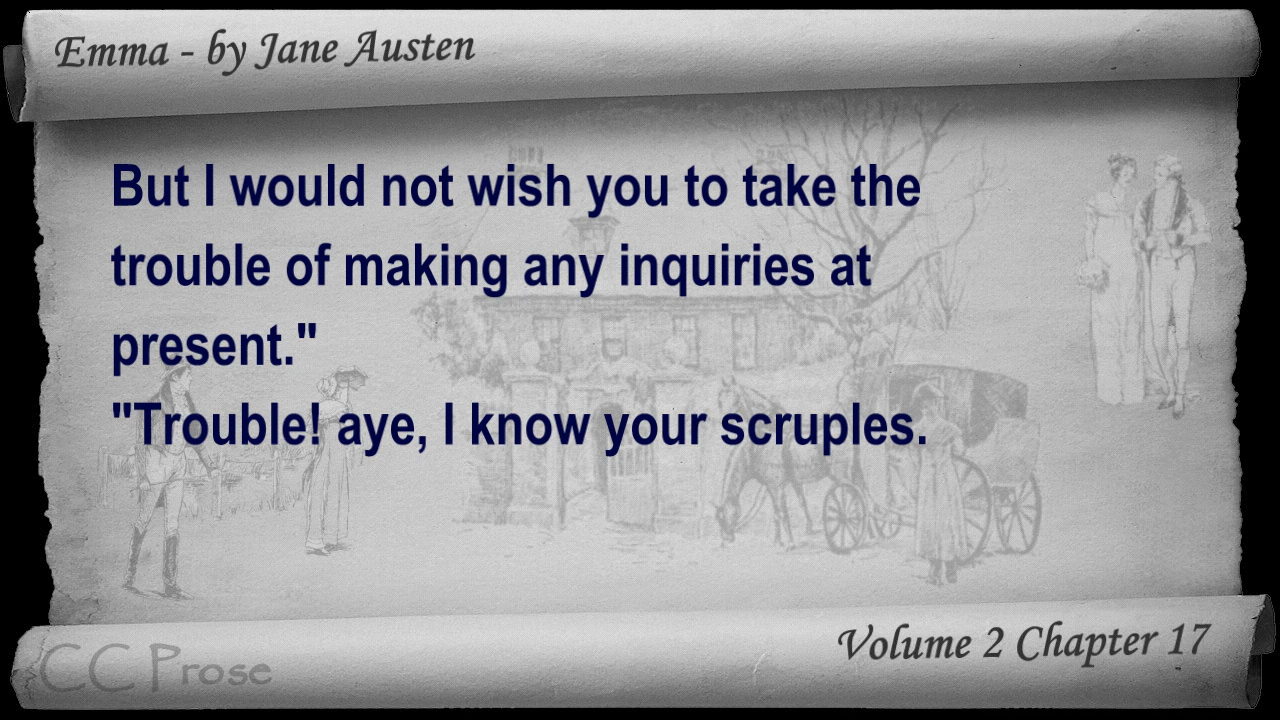 Emma - by Jane Austen
But I would not wish you to take the
trouble of making any inquiries at
present."
"Trouble! aye, I know your scruples.
Volume 2 Chapter 17
CC Prose